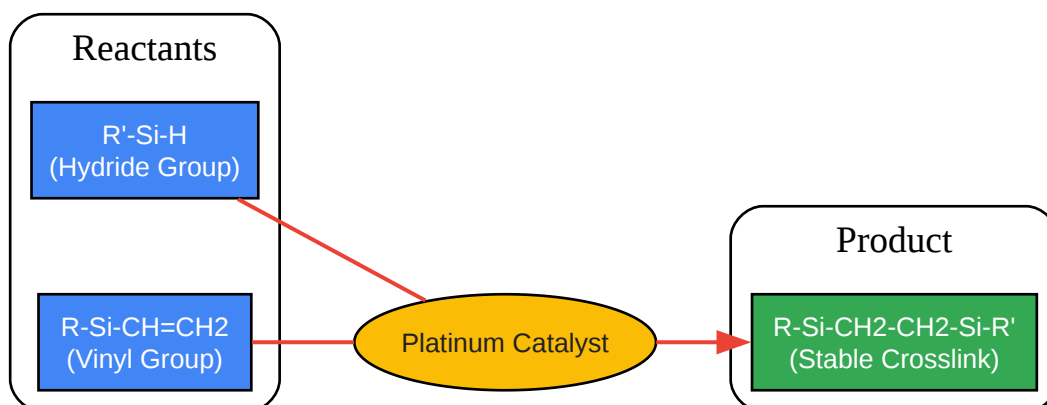 Reactants
R'-Si-H
(Hydride Group)
R-Si-CH=CH2
(Vinyl Group)
Platinum Catalyst
Product
R-Si-CH2-CH2-Si-R'
(Stable Crosslink)